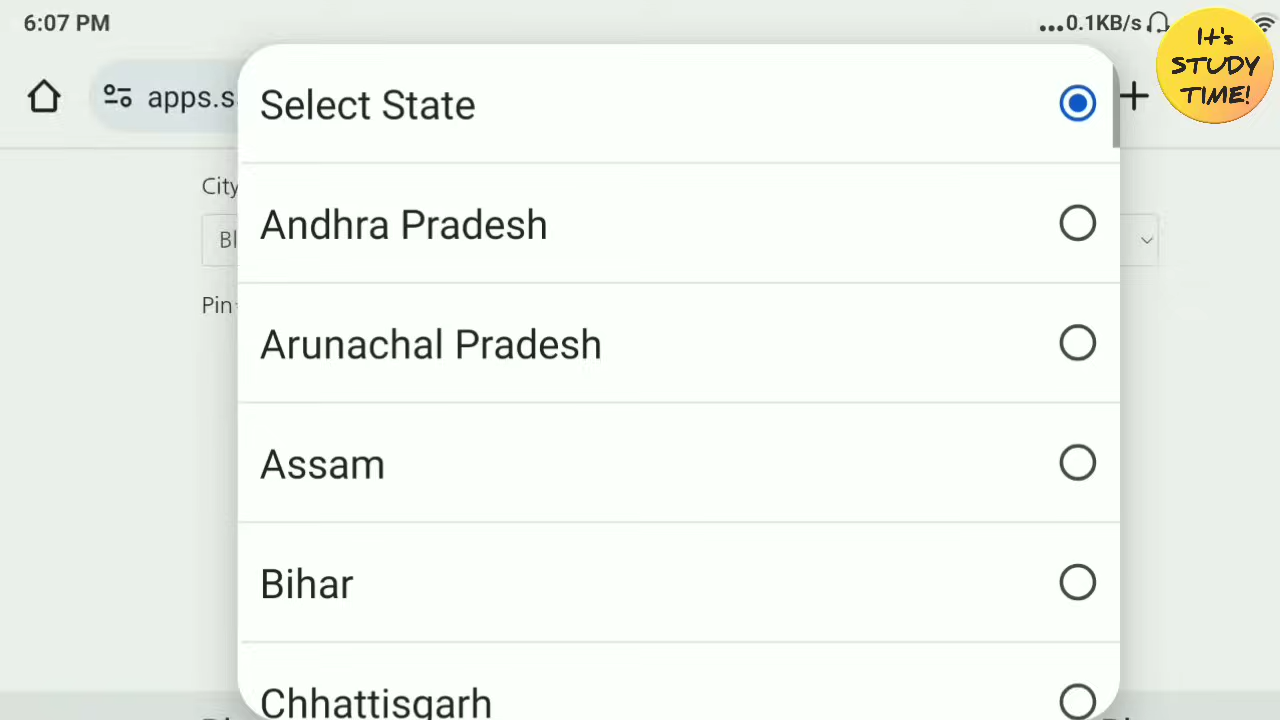 6:07 PM
...0.1KB/s
It's
STUDY
TIME!
apps.s
Select State
City
Andhra Pradesh
Bl
Pin
Arunachal Pradesh
Assam
Bihar
Chhattisgarh